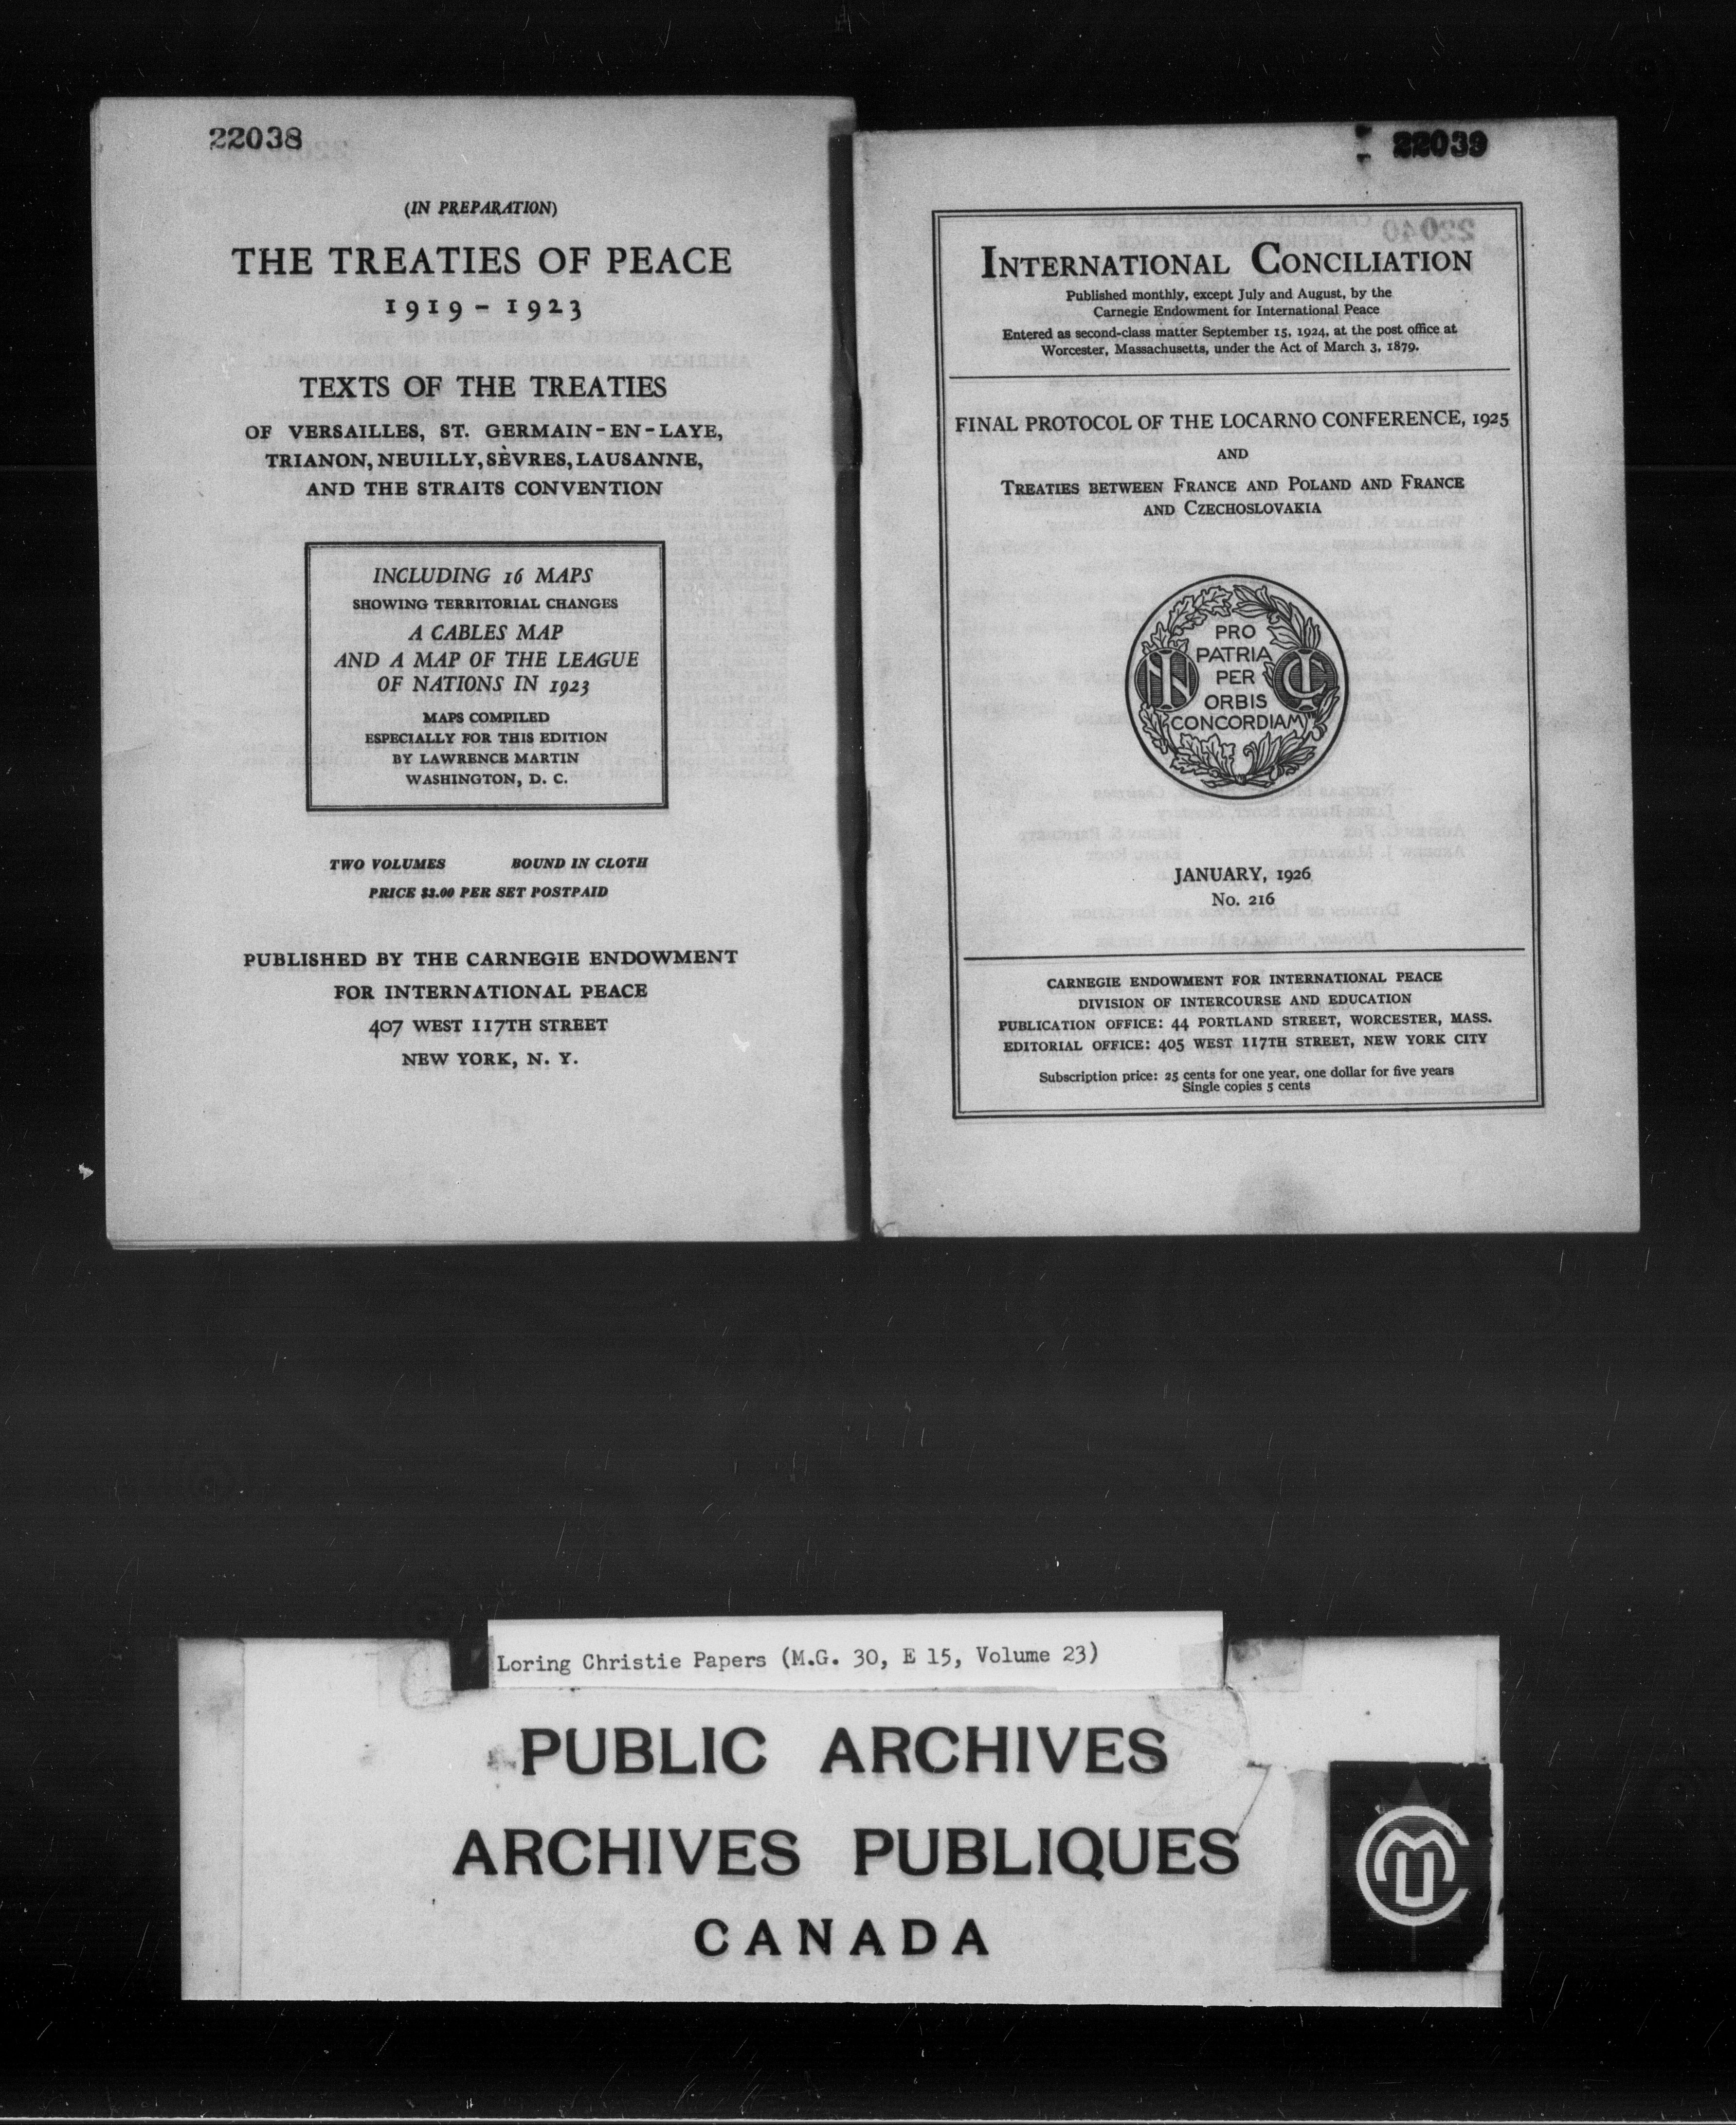 22038
(IN PREPARATION)
THE TREATIES OF PEACE
1919 - 1923
TEXTS OF THE TREATIES
OF VERSAILLES, ST. GERMAIN-EN-LAYE,
TRIANON, NEUILLY, SÈVRES, LAUSANNE,
AND THE STRAITS CONVENTION
INCLUDING 16 MAPS
SHOWING TERRITORIAL CHANGES
A CABLES MAP
AND A MAP OF THE LEAGUE
OF NATIONS IN 1923
MAPS COMPILED
ESPECIALLY FOR THIS EDITION
BY LAWRENCE MARTIN
WASHINGTON, D. C.
TWO VOLUMES BOUND IN CLOTH
PRICE $3.00 PER SET POSTPAID
PUBLISHED BY THE CARNEGIE ENDOWMENT
FOR INTERNATIONAL PEACE
407 WEST 117TH STREET
NEW YORK, N. Y.
22039
INTERNATIONAL CONCILIATION
Published monthly, except July and August, by the
Carnegie Endowment for International Peace
Entered as second-class matter September 15, 1924, at the post office at
Worcester, Massachusetts, under the Act of March 3, 1879.
FINAL PROTOCOL OF THE LOCARNO CONFERENCE, 1925
AND
TREATIES BETWEEN FRANCE AND POLAND AND FRANCE
AND CZECHOSLOVAKIA
PRO
PATRIA
PER
ORBIS
CONCORDIAM
JANUARY, 1926
No. 216
CARNEGIE ENDOWMENT FOR INTERNATIONAL PEACE
DIVISION OF INTERCOURSE AND EDUCATION
PUBLICATION OFFICE: 44 PORTLAND STREET, WORCESTER, MASS.
EDITORIAL OFFICE: 405 WEST 117TH STREET, NEW YORK CITY
Subscription price: 25 cents for one year, one dollar for five years
Single copies 5 cents
Loring Christie Papers (M.G. 30, E 15, Volume 23)
PUBLIC ARCHIVES
ARCHIVES PUBLIQUES
CANADA